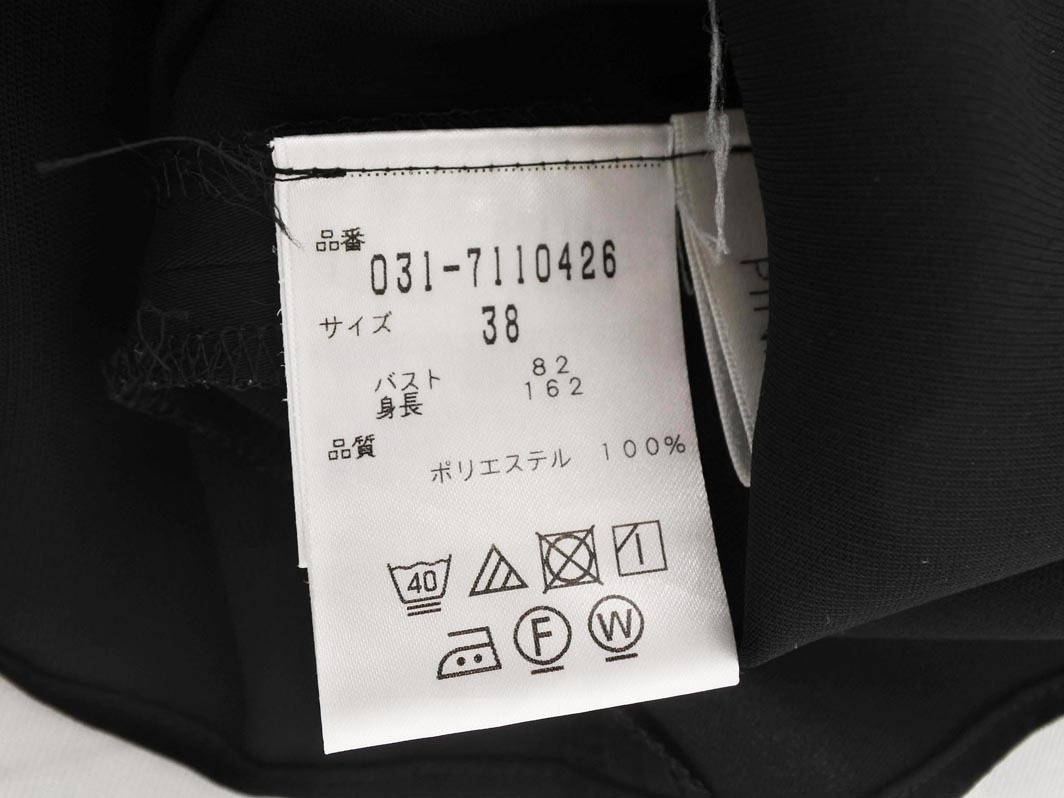 品番
031-7110426
サイズ 38
バスト 82
身長 162
品質
ポリエステル 100%
40
F W